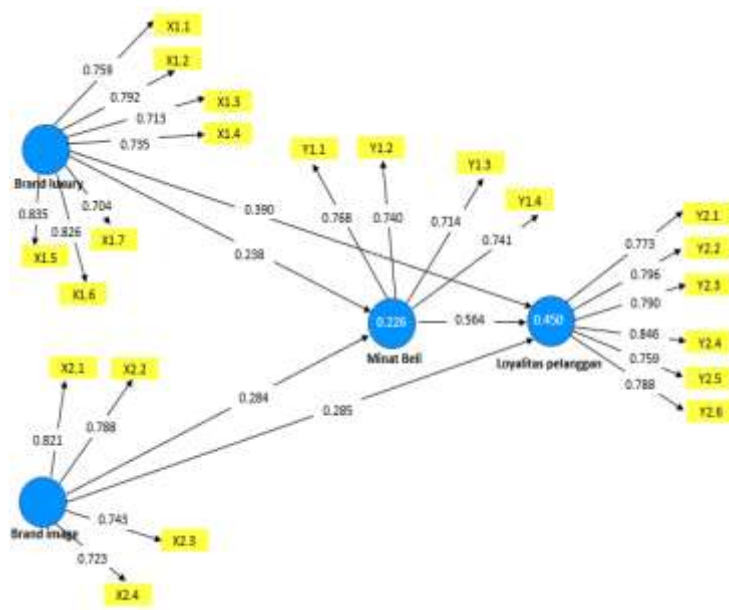 X1.1
0.759
X1.2
0.792
X1.3
0.713
X1.4
0.735
Brand luxury
0.835
0.704
0.826
X1.7
X1.5
X1.6
0.390
0.238
Y1.1
Y1.2
Y1.3
Y1.4
0.768
0.740
0.714
0.741
0.226
0.564
0.450
Minat Beli
Loyalitas pelanggan
Y2.1
0.773
Y2.2
0.796
Y2.3
0.790
0.846
Y2.4
0.759
Y2.5
0.788
Y2.6
X2.1
X2.2
0.821
0.788
0.284
0.285
Brand image
0.743
X2.3
0.723
X2.4